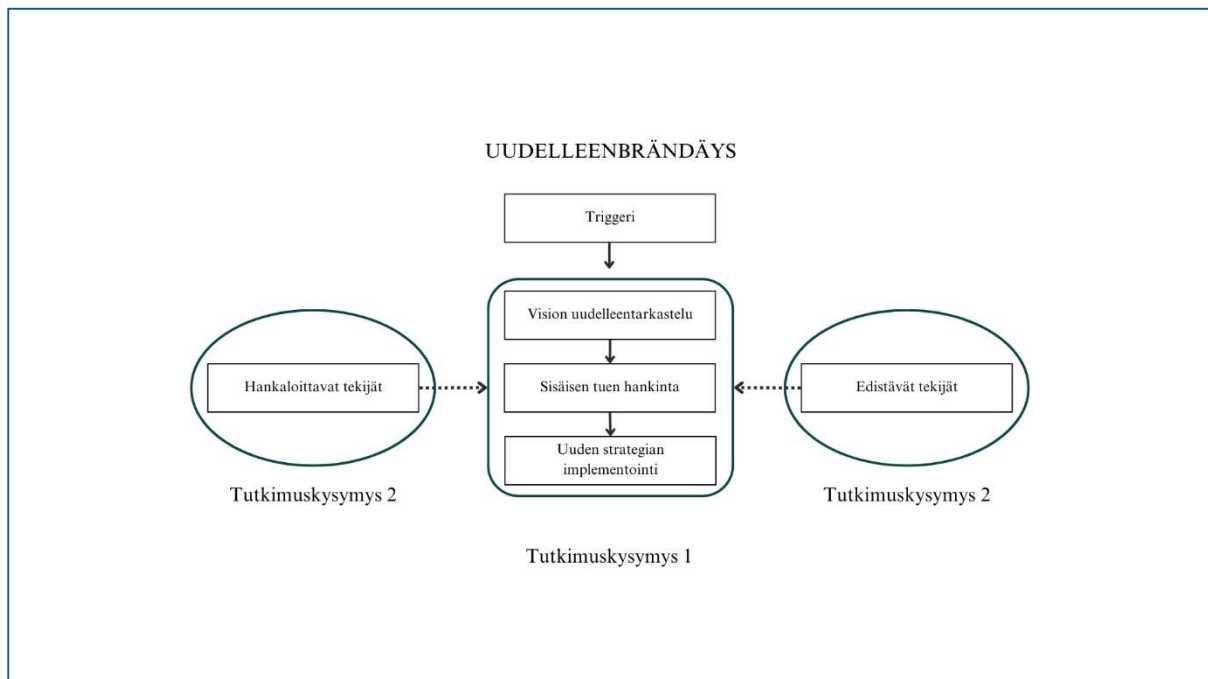 UUDELLEENBRÄNDÄYS
Triggeri
Vision uudelleentarkastelu
Hankaloittavat tekijät
Sisäisen tuen hankinta
Edistävät tekijät
Uuden strategian
implementointi
Tutkimuskysymys 2
Tutkimuskysymys 2
Tutkimuskysymys 1